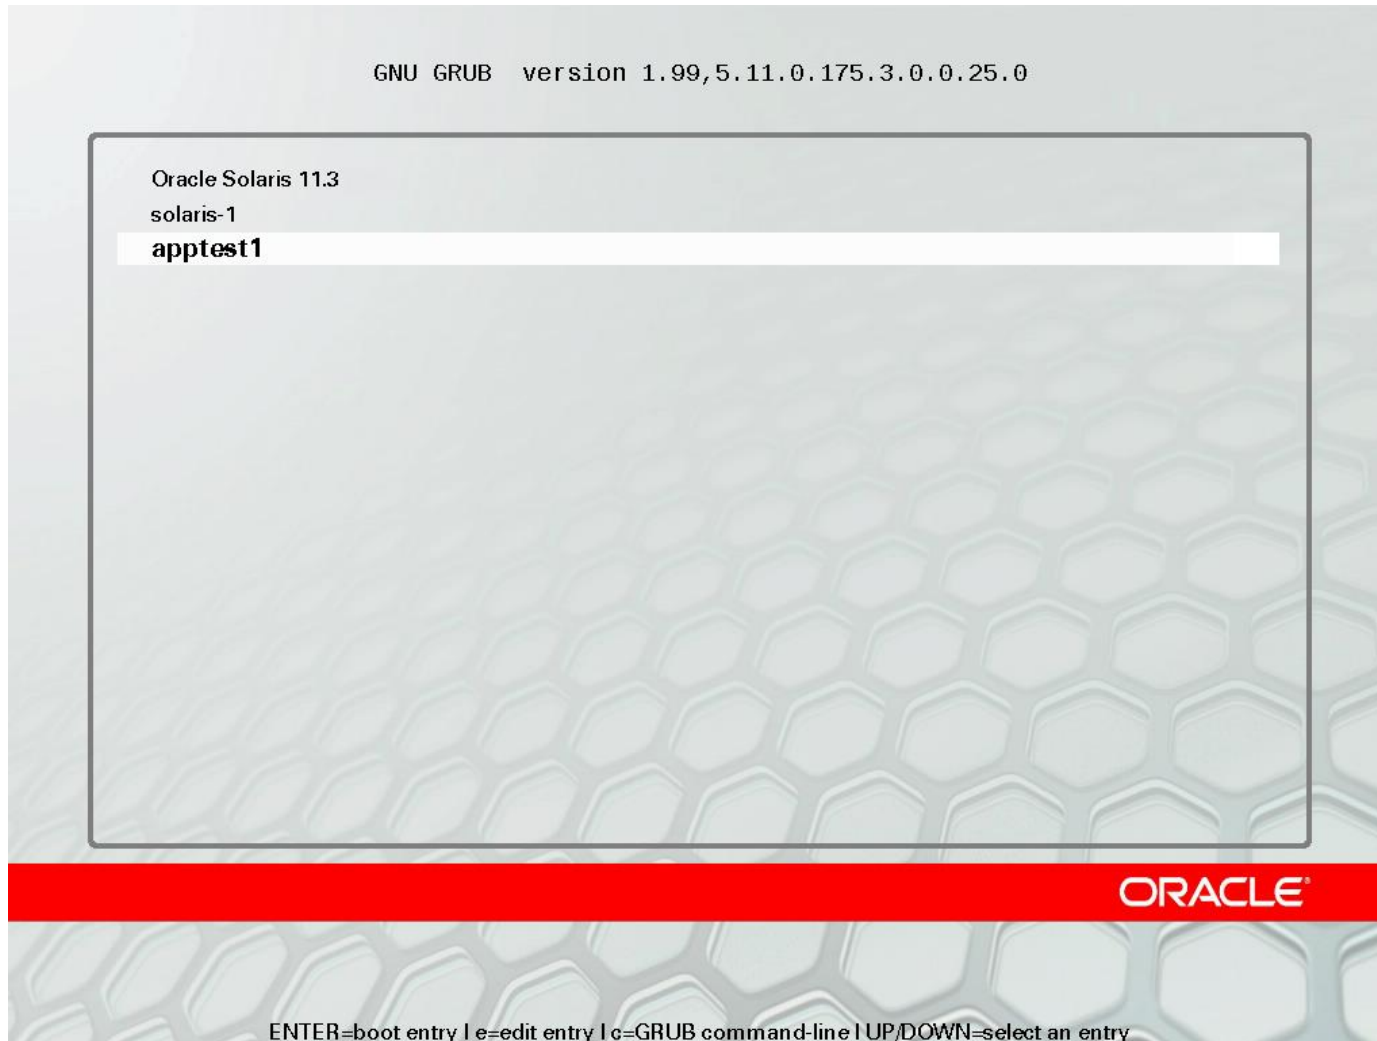 GNU GRUB version 1.99,5.11.0.175.3.0.0.25.0
Oracle Solaris 11.3
solaris-1
apptest1
ORACLE®
ENTER=boot entry | e=edit entry | c=GRUB command-line | UP/DOWN=select an entry